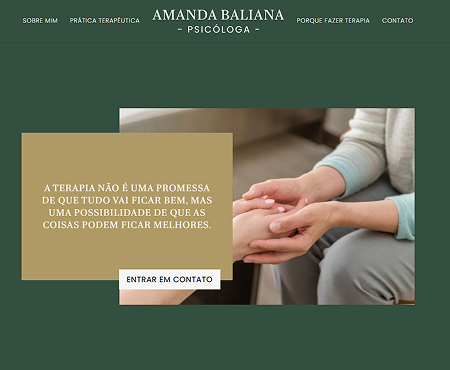 SOBRE MIM
PRÁTICA TERAPÊUTICA
AMANDA BALIANA
- PSICÓLOGA -
PORQUE FAZER TERAPIA
CONTATO
A TERAPIA NÃO É UMA PROMESSA
DE QUE TUDO VAI FICAR BEM, MAS
UMA POSSIBILIDADE DE QUE AS
COISAS PODEM FICAR MELHORES.
ENTRAR EM CONTATO